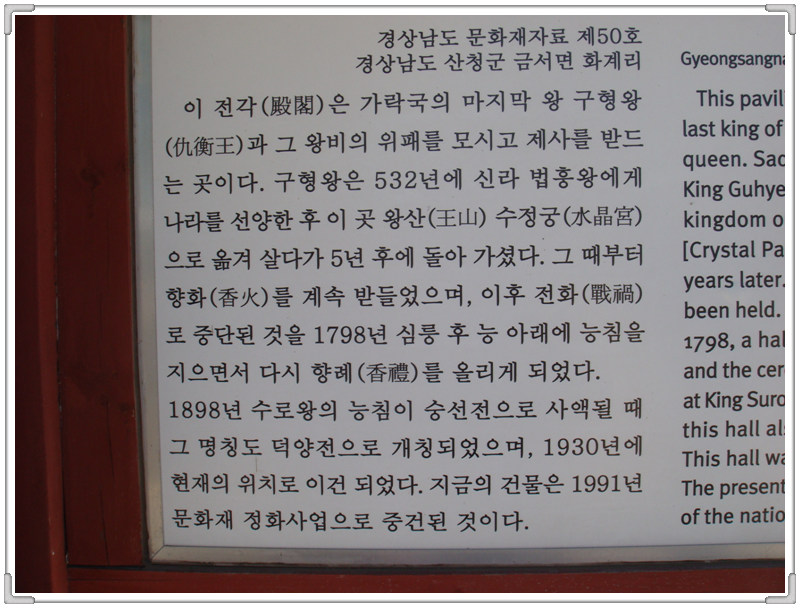 경상남도 문화재자료 제50호
경상남도 산청군 금서면 화계리
이 전각(殿閣)은 가락국의 마지막 왕 구형왕
(仇衡王)과 그 왕비의 위패를 모시고 제사를 받드
는 곳이다. 구형왕은 532년에 신라 법흥왕에게
나라를 선양한 후 이 곳 왕산(王山) 수정궁(水晶宮)
으로 옮겨 살다가 5년 후에 돌아 가셨다. 그 때부터
향화(香火)를 계속 받들었으며, 이후 전화(戰禍)
로 중단된 것을 1798년 심릉 후 능 아래에 능침을
지으면서 다시 향례(香禮)를 올리게 되었다.
1898년 수로왕의 능침이 숭선전으로 사액될 때
그 명칭도 덕양전으로 개칭되었으며, 1930년에
현재의 위치로 이건 되었다. 지금의 건물은 1991년
문화재 정화사업으로 중건된 것이다.
Gyeongsangna
This pavil
last king of
queen. Sac
King Guhye
kingdom o
[Crystal Pa
years later.
been held.
1798, a hal
and the cer
at King Suro
this hall al
This hall wa
The present
of the natio